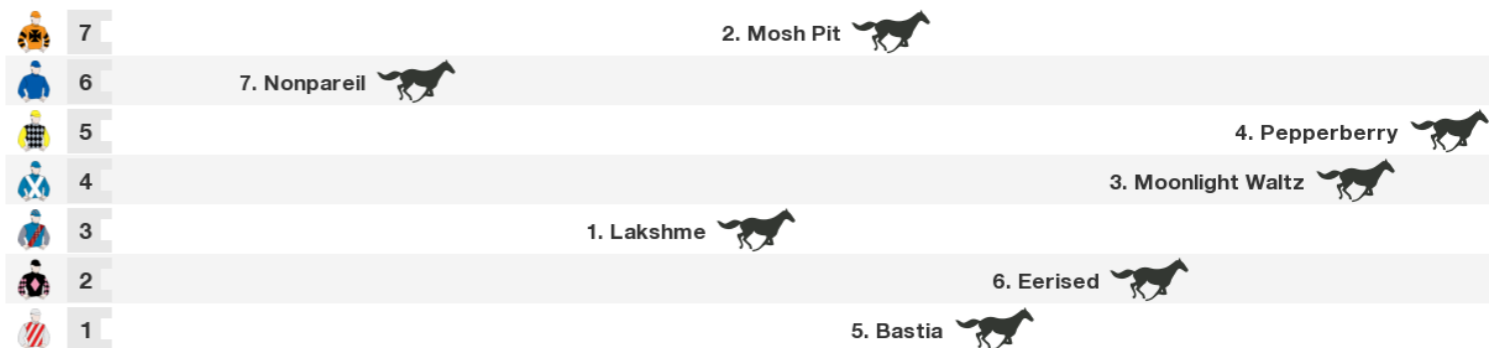 7 2. Mosh Pit
6 7. Nonpareil
5 4. Pepperberry
4 3. Moonlight Waltz
3 1. Lakshme
2 6. Eerised
1 5. Bastia